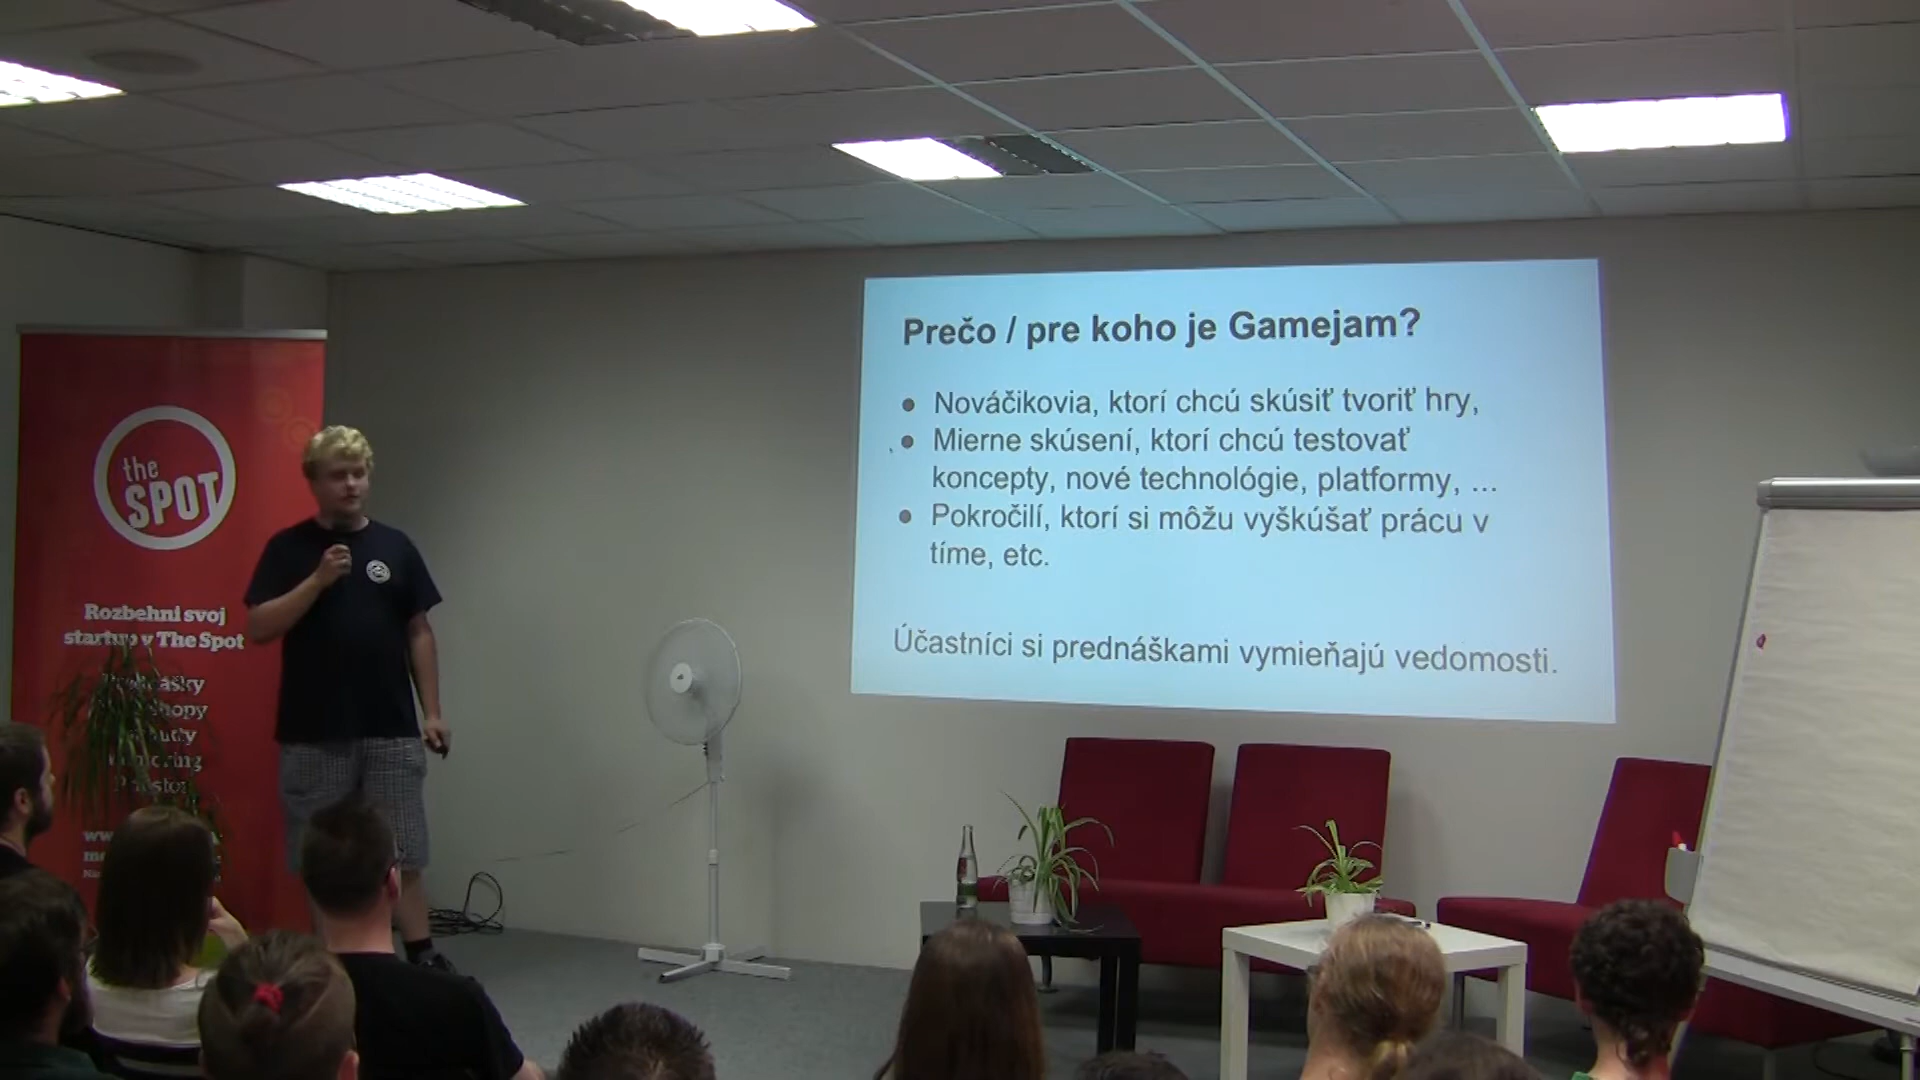 the
SPOT
Rozbehni svoj
startup v The Spot
Prečo / pre koho je Gamejam?
● Nováčikovia, ktorí chcú skúsiť tvoriť hry,
● Mierne skúsení, ktorí chcú testovať
koncepty, nové technológie, platformy, ...
● Pokročilí, ktorí si môžu vyškúšať prácu v
tíme, etc.
Účastníci si prednáškami vymieňajú vedomosti.